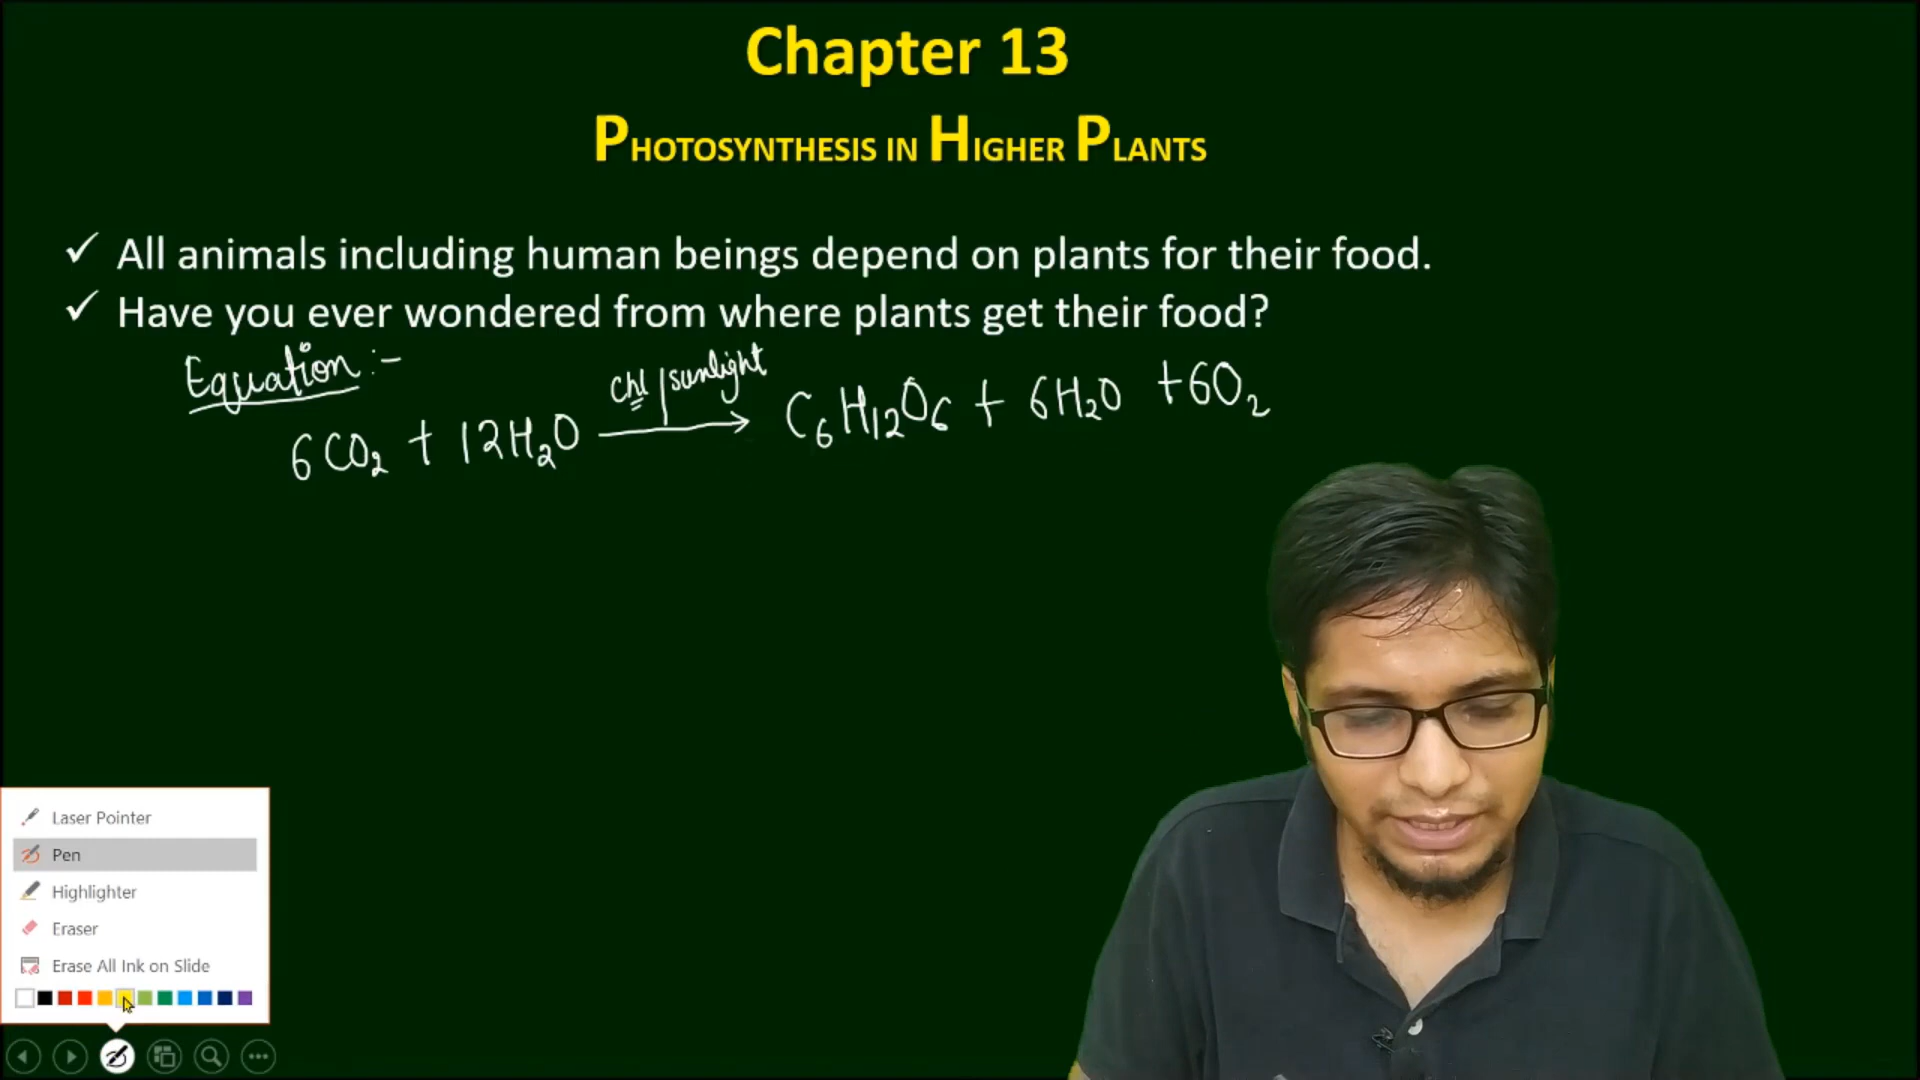 Chapter 13
PHOTOSYNTHESIS IN HIGHER PLANTS
✓ All animals including human beings depend on plants for their food.
✓ Have you ever wondered from where plants get their food?
Equation :-
chl | sunlight
6CO₂ + 12H₂O → C₆H₁₂O₆ + 6H₂O + 6O₂
Laser Pointer
Pen
Highlighter
Eraser
Erase All Ink on Slide